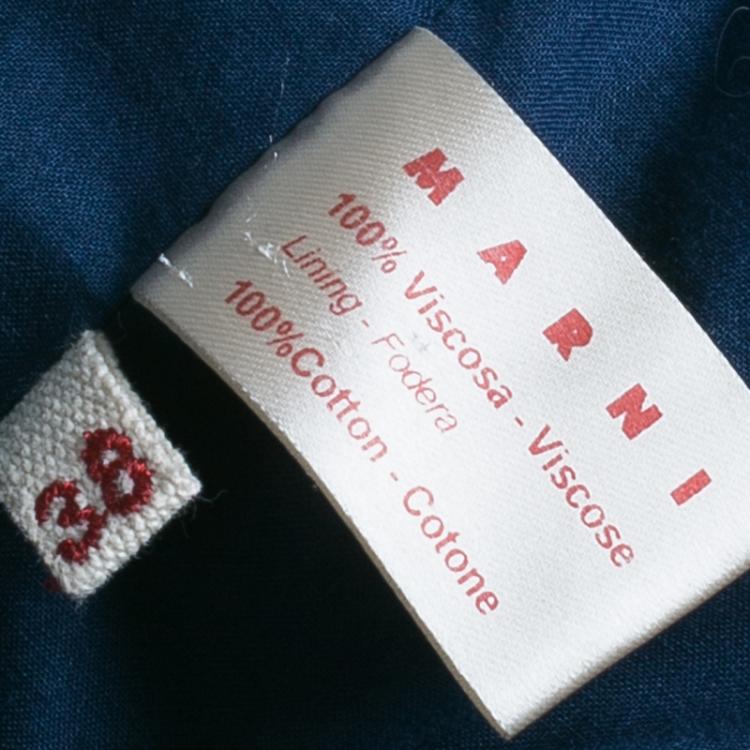 MARNI
100% Viscosa - Viscose
Lining - Fodera
100%Cotton - Cotone
38